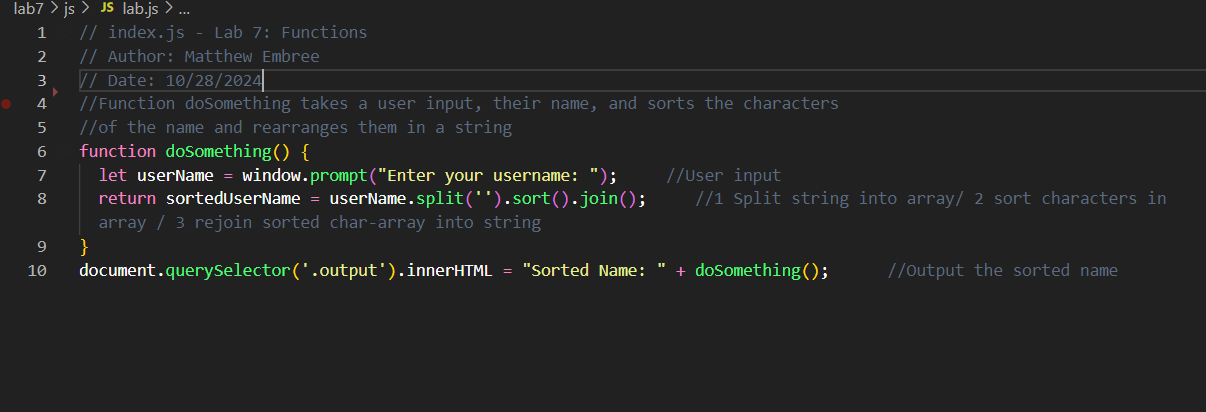 lab7 > js > JS lab.js > ...
1 // index.js - Lab 7: Functions
2 // Author: Matthew Embree
3 // Date: 10/28/2024
4 //Function doSomething takes a user input, their name, and sorts the characters
5 //of the name and rearranges them in a string
6 function doSomething() {
7 let userName = window.prompt("Enter your username: "); //User input
8 return sortedUserName = userName.split('').sort().join(); //1 Split string into array/ 2 sort characters in
array / 3 rejoin sorted char-array into string
9 }
10 document.querySelector('.output').innerHTML = "Sorted Name: " + doSomething(); //Output the sorted name